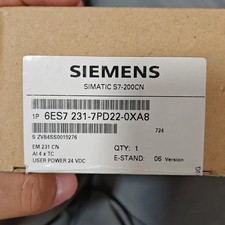 SIEMENS
SIMATIC S7-200CN
1P 6ES7 231-7PD22-0XA8
S ZVB4SS0019276 724
EM 231 CN QTY: 1
AI 4 x TC E-STAND: 06 Version
USER POWER 24 VDC